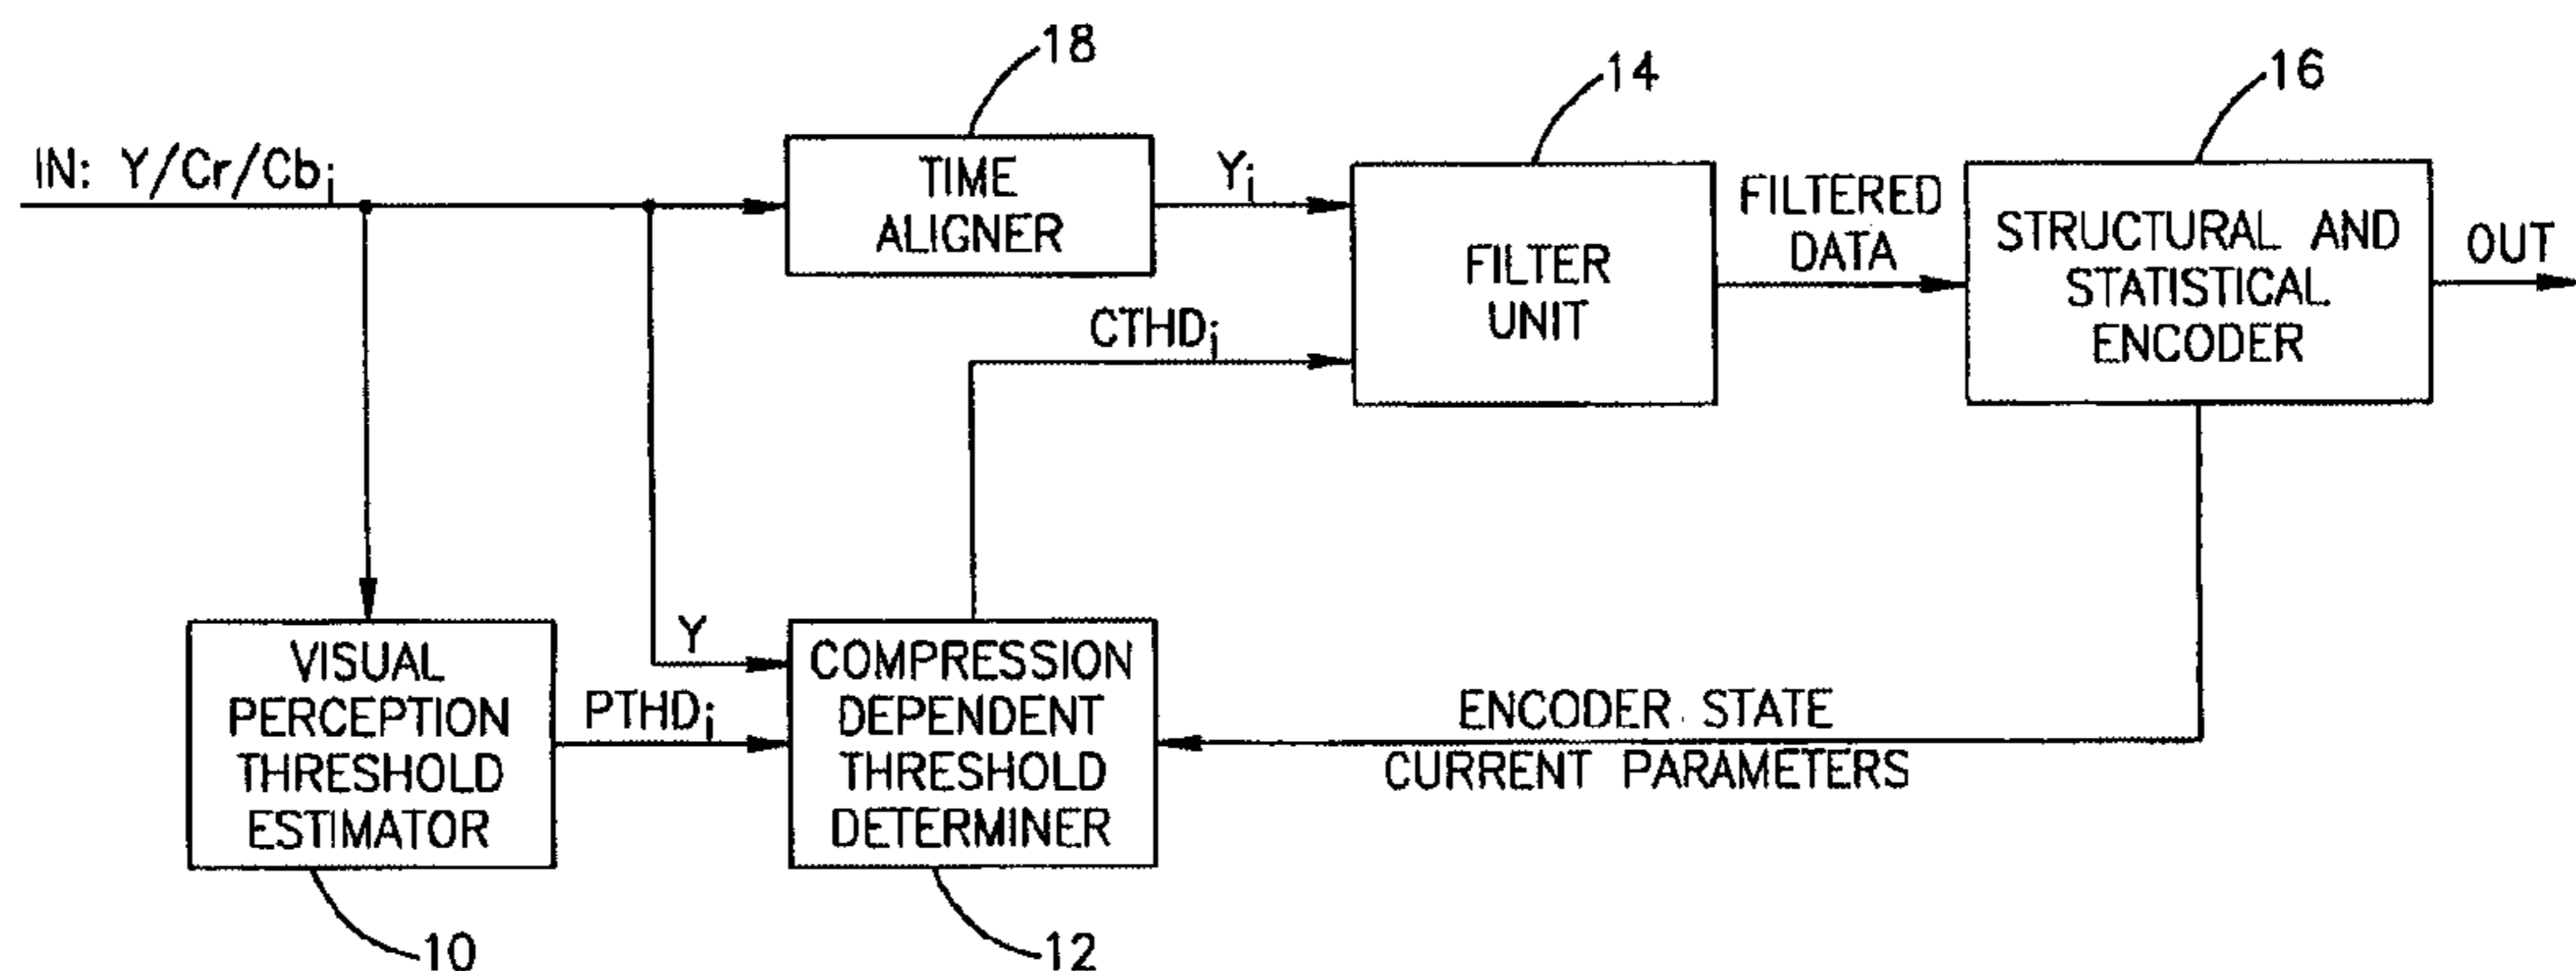 18
14
16
IN: Y/Cr/Cbi
TIME
ALIGNER
Yi
FILTER
UNIT
FILTERED
DATA
STRUCTURAL AND
STATISTICAL
ENCODER
OUT
CTHDi
VISUAL
PERCEPTION
THRESHOLD
ESTIMATOR
PTHDi
Y
COMPRESSION
DEPENDENT
THRESHOLD
DETERMINER
ENCODER STATE
CURRENT PARAMETERS
10
12